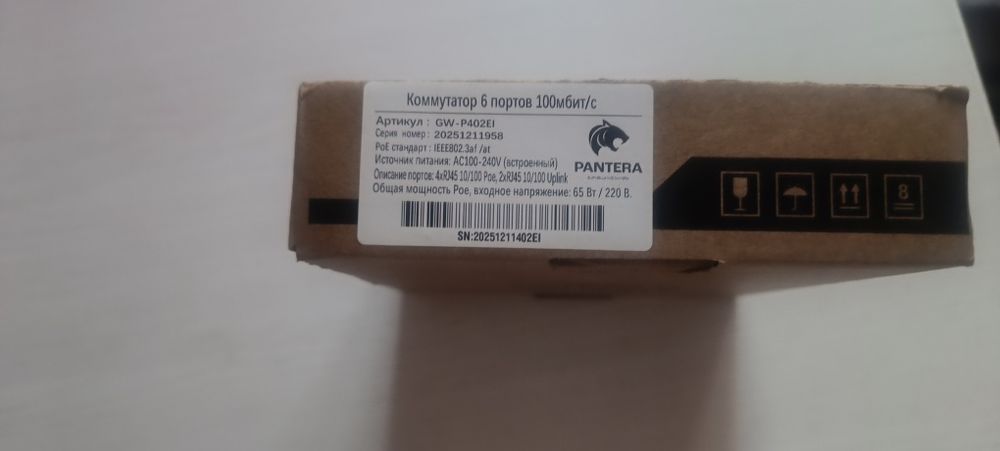 Коммутатор 6 портов 100мбит/с
Артикул : GW-P402EI
Серия номер: 20251211958
PoE стандарт : IEEE802.3af /at
Источник питания: AC100-240V (встроенный)
Описание портов: 4xRJ45 10/100 Poe, 2xRJ45 10/100 Uplink
Общая мощность Poe, входное напряжение: 65 Вт / 220 В.
SN:20251211402EI
PANTERA
8